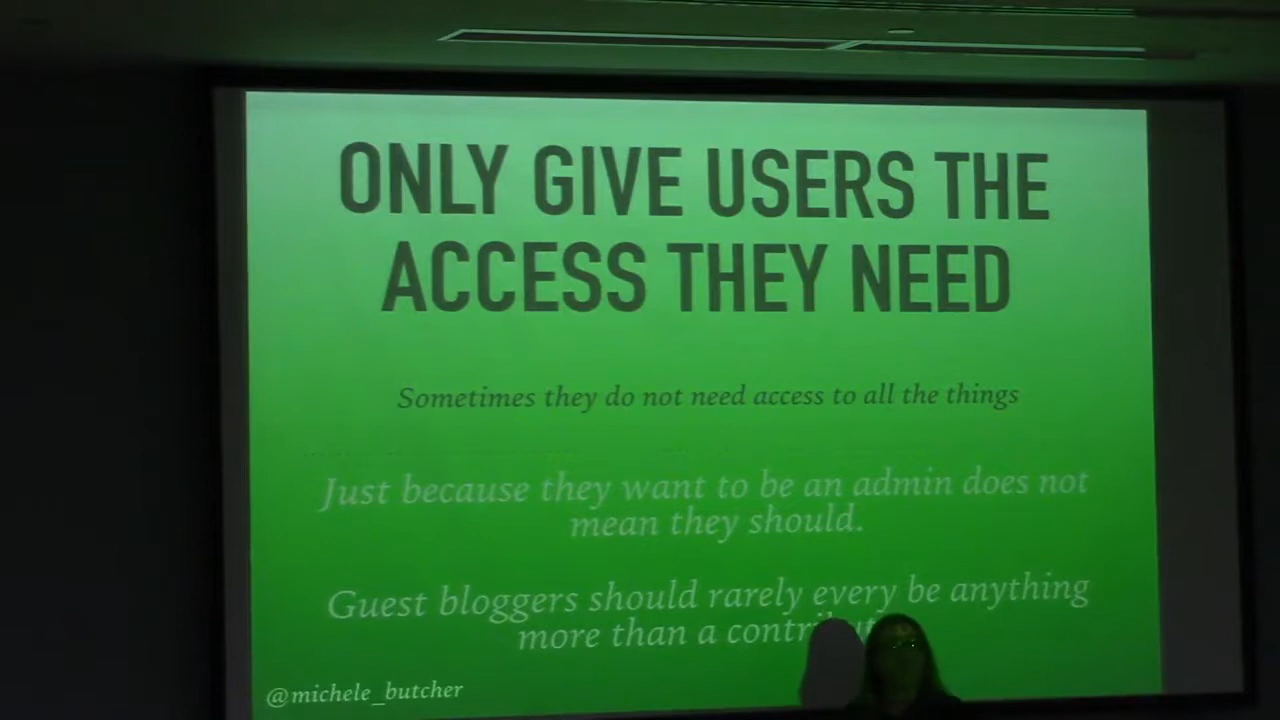 ONLY GIVE USERS THE
ACCESS THEY NEED
Sometimes they do not need access to all the things
Just because they want to be an admin does not
mean they should.
Guest bloggers should rarely every be anything
more than a
@michele_butcher